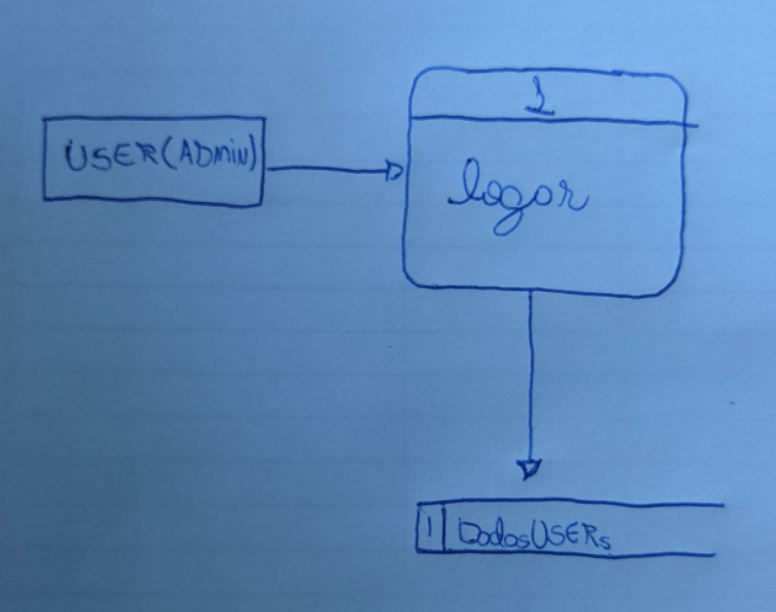 1
USER(ADMiN)
logar
1 DadosUSERs